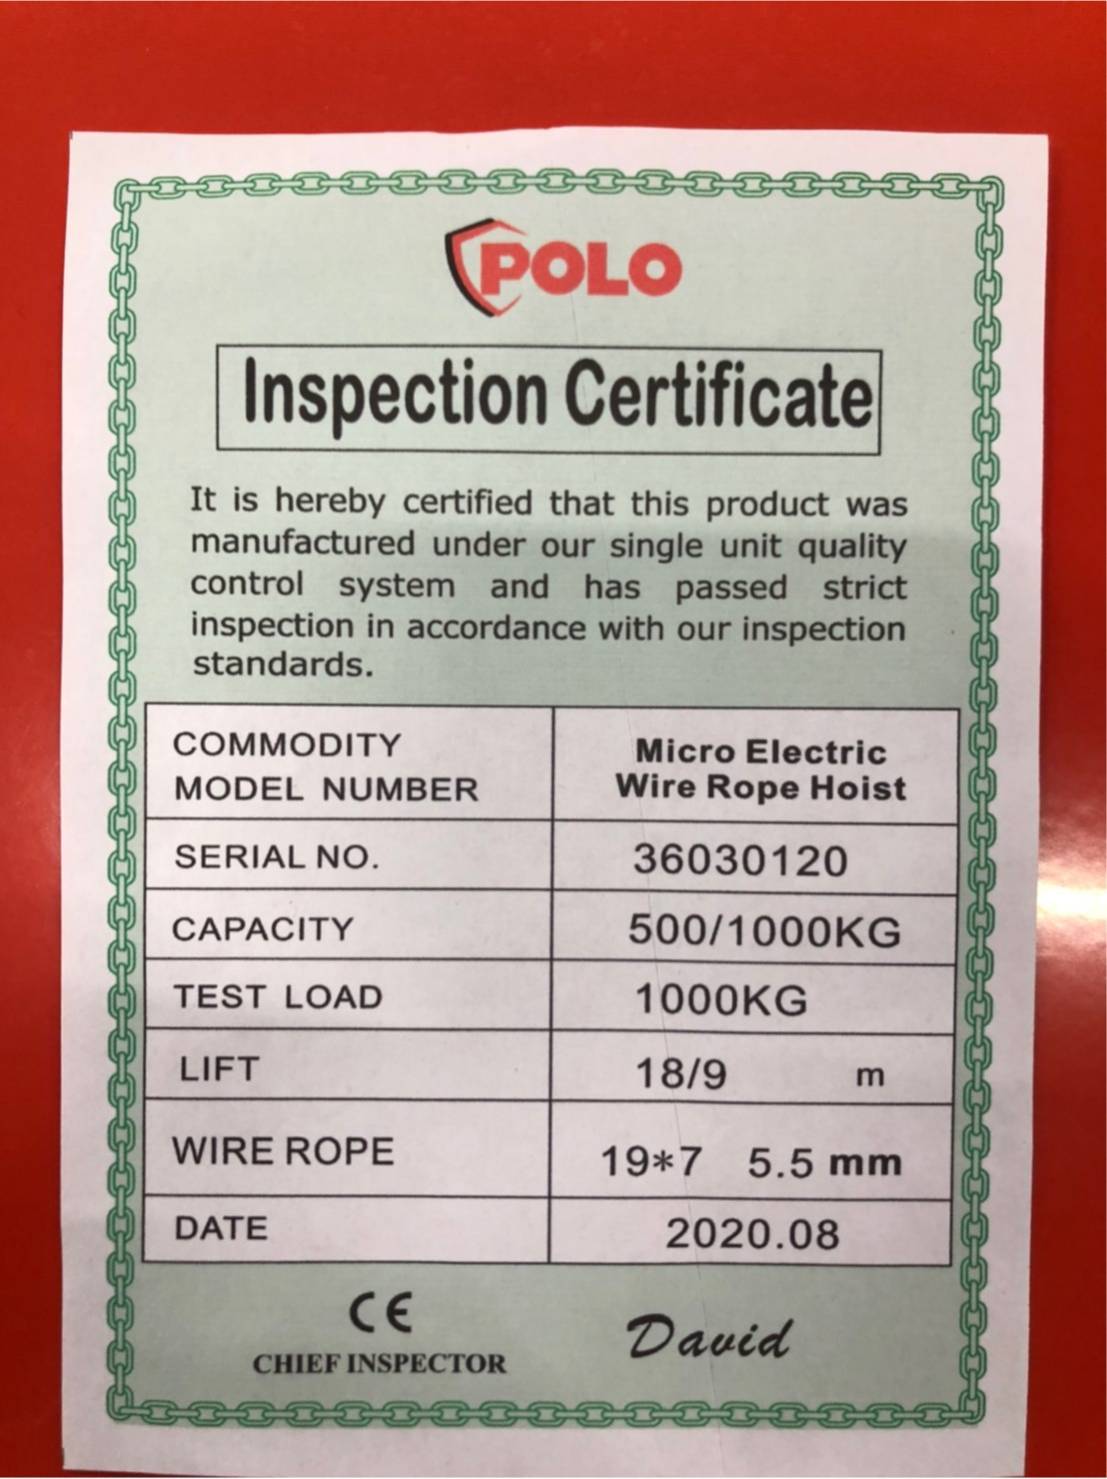 POLO
Inspection Certificate
It is hereby certified that this product was
manufactured under our single unit quality
control system and has passed strict
inspection in accordance with our inspection
standards.
COMMODITY
MODEL NUMBER
Micro Electric
Wire Rope Hoist
SERIAL NO.
36030120
CAPACITY
500/1000KG
TEST LOAD
1000KG
LIFT
18/9 m
WIRE ROPE
19*7 5.5 mm
DATE
2020.08
CE
CHIEF INSPECTOR
David